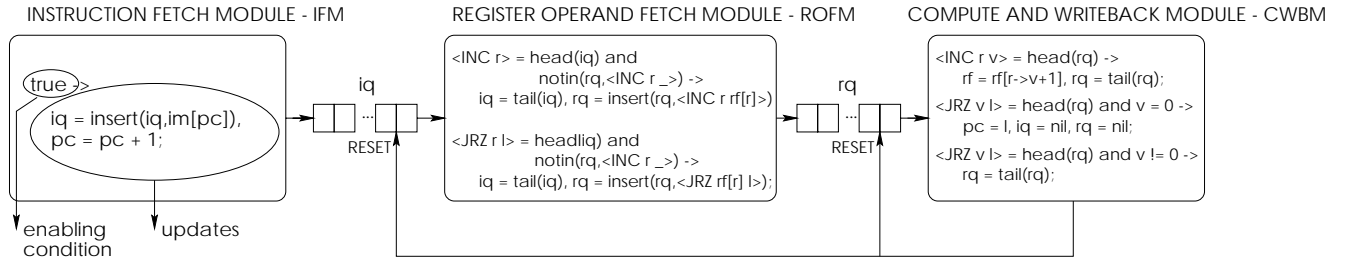 INSTRUCTION FETCH MODULE - IFM
REGISTER OPERAND FETCH MODULE - ROFM
COMPUTE AND WRITEBACK MODULE - CWBM
true ->
iq = insert(iq,im[pc]),
pc = pc + 1;
enabling
condition
updates
iq
...
RESET
<INC r> = head(iq) and
notin(rq,<INC r _>) ->
iq = tail(iq), rq = insert(rq,<INC r rf[r]>)
<JRZ r l> = headliq) and
notin(rq,<INC r _>) ->
iq = tail(iq), rq = insert(rq,<JRZ rf[r] l>);
rq
...
RESET
<INC r v> = head(rq) ->
rf = rf[r->v+1], rq = tail(rq);
<JRZ v l> = head(rq) and v = 0 ->
pc = l, iq = nil, rq = nil;
<JRZ v l> = head(rq) and v != 0 ->
rq = tail(rq);